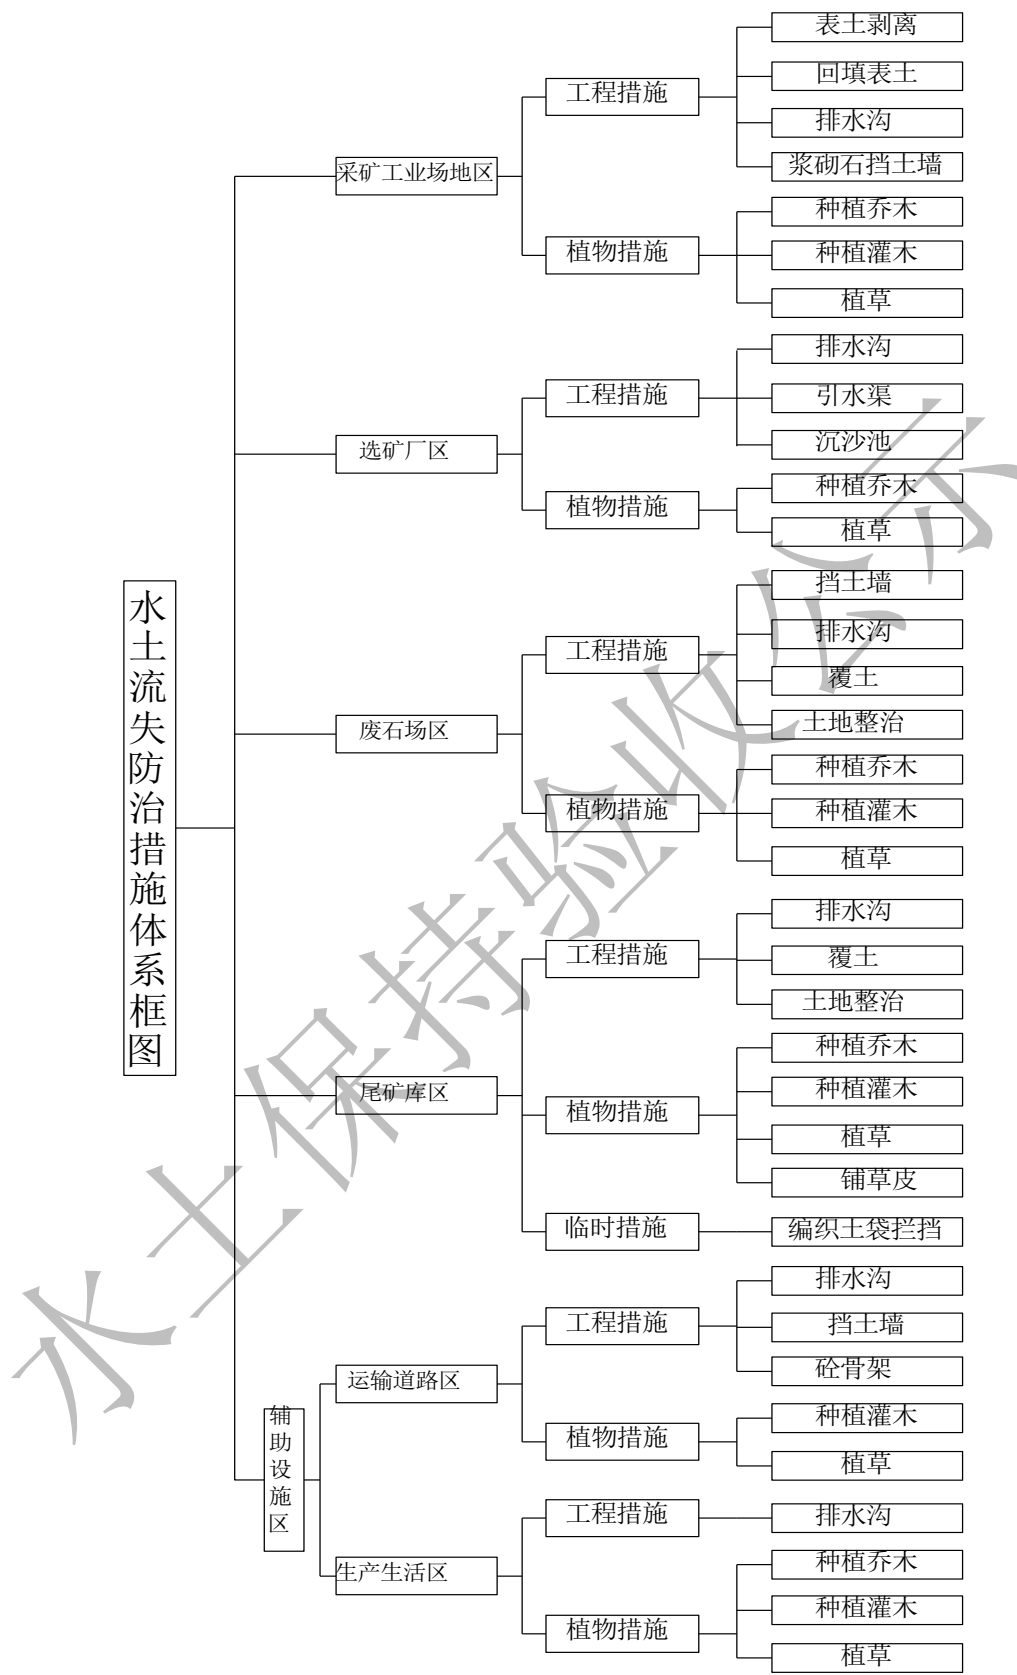 水土流失防治措施体系框图
采矿工业场地区
工程措施
表土剥离
回填表土
排水沟
浆砌石挡土墙
植物措施
种植乔木
种植灌木
植草
选矿厂区
工程措施
排水沟
引水渠
沉沙池
植物措施
种植乔木
植草
废石场区
工程措施
挡土墙
排水沟
覆土
土地整治
植物措施
种植乔木
种植灌木
植草
尾矿库区
工程措施
排水沟
覆土
土地整治
植物措施
种植乔木
种植灌木
植草
铺草皮
临时措施
编织土袋拦挡
辅助设施区
运输道路区
工程措施
排水沟
挡土墙
砼骨架
植物措施
种植灌木
植草
生产生活区
工程措施
排水沟
植物措施
种植乔木
种植灌木
植草
水土保持验收公示